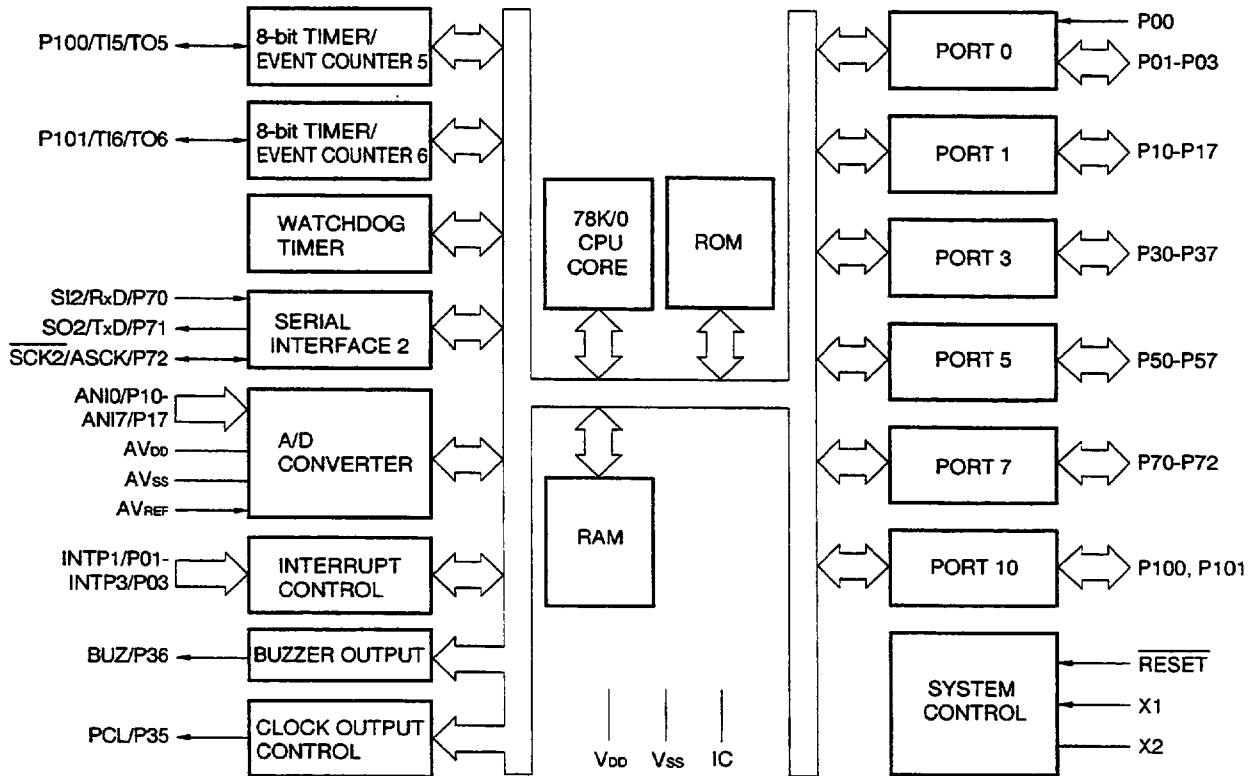 P100/TI5/TO5
8-bit TIMER/
EVENT COUNTER 5
P101/TI6/TO6
8-bit TIMER/
EVENT COUNTER 6
WATCHDOG
TIMER
SI2/RxD/P70
SO2/TxD/P71
SCK2/ASCK/P72
SERIAL
INTERFACE 2
ANI0/P10-
ANI7/P17
AVDD
AVSS
AVREF
A/D
CONVERTER
INTP1/P01-
INTP3/P03
INTERRUPT
CONTROL
BUZ/P36
BUZZER OUTPUT
PCL/P35
CLOCK OUTPUT
CONTROL
78K/0
CPU
CORE
ROM
RAM
VDD
VSS
IC
PORT 0
P00
P01-P03
PORT 1
P10-P17
PORT 3
P30-P37
PORT 5
P50-P57
PORT 7
P70-P72
PORT 10
P100, P101
SYSTEM
CONTROL
RESET
X1
X2